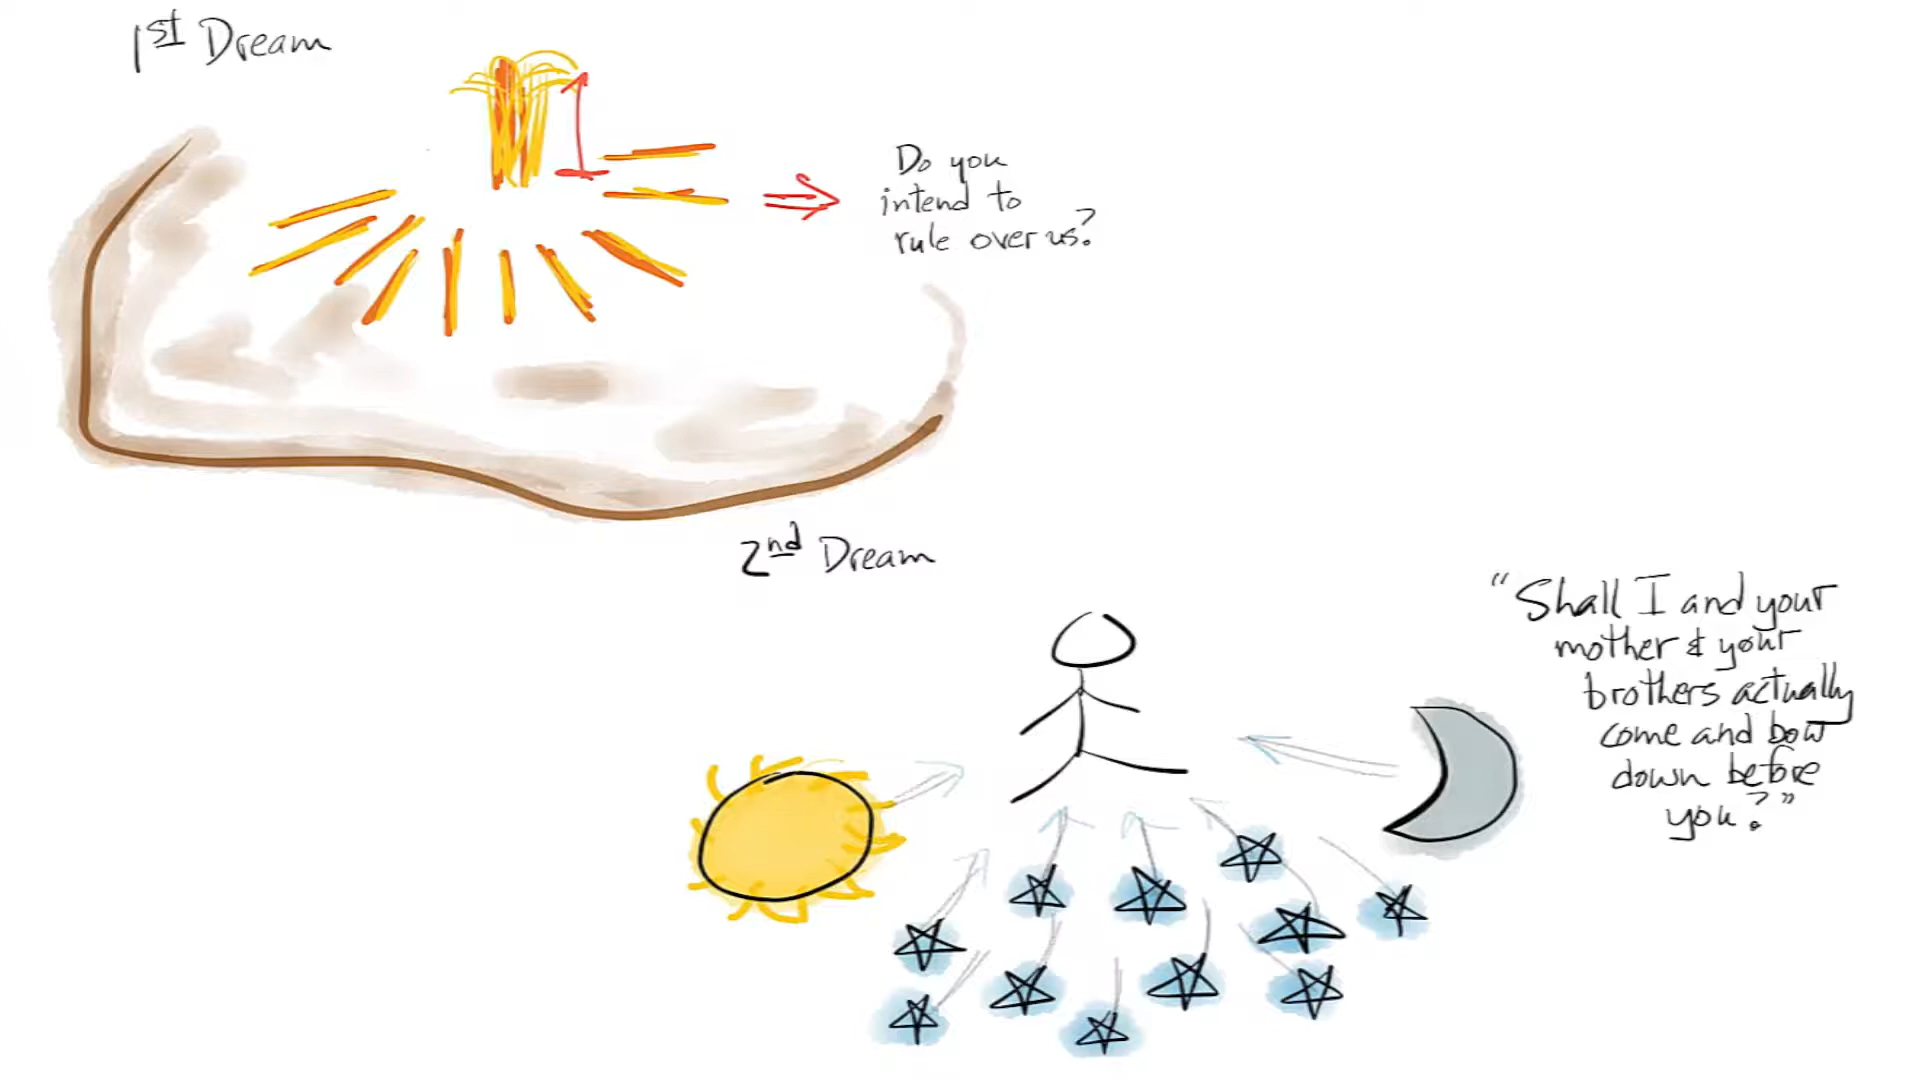 1st Dream
Do you
intend to
rule over us?
2nd Dream
"Shall I and your
mother & your
brothers actually
come and bow
down before
you?"